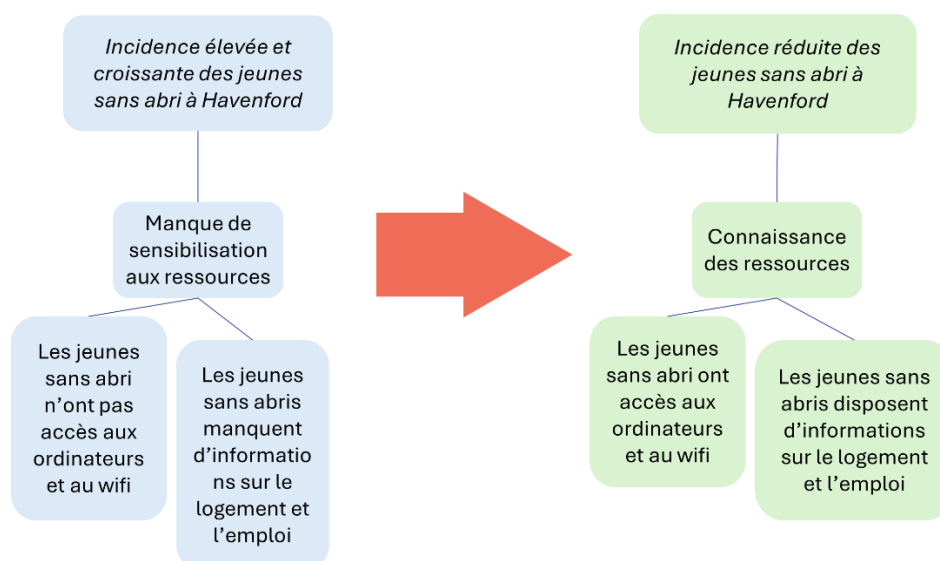 Incidence élevée et
croissante des jeunes
sans abri à Havenford
Manque de
sensibilisation
aux ressources
Les jeunes
sans abri
n’ont pas
accès aux
ordinateurs
et au wifi
Les jeunes
sans abris
manquent
d’informatio
ns sur le
logement et
l’emploi
Incidence réduite des
jeunes sans abri à
Havenford
Connaissance
des ressources
Les jeunes
sans abri ont
accès aux
ordinateurs
et au wifi
Les jeunes sans
abris disposent
d’informations
sur le logement
et l’emploi